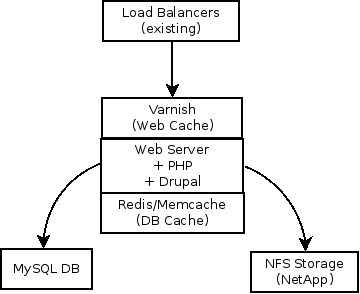 Load Balancers
(existing)
Varnish
(Web Cache)
Web Server
+ PHP
+ Drupal
Redis/Memcache
(DB Cache)
MySQL DB
NFS Storage
(NetApp)